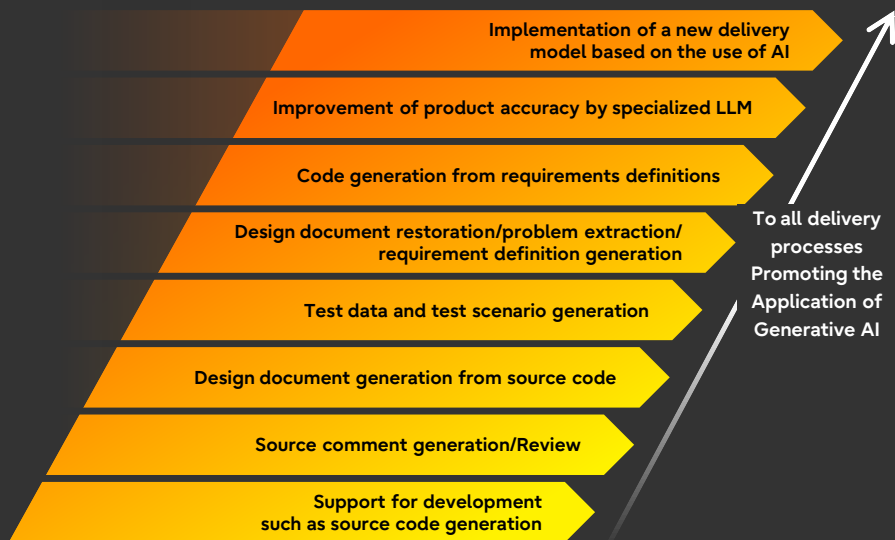 Implementation of a new delivery
model based on the use of AI
Improvement of product accuracy by specialized LLM
Code generation from requirements definitions
Design document restoration/problem extraction/
requirement definition generation
Test data and test scenario generation
Design document generation from source code
Source comment generation/Review
Support for development
such as source code generation
To all delivery
processes
Promoting the
Application of
Generative AI